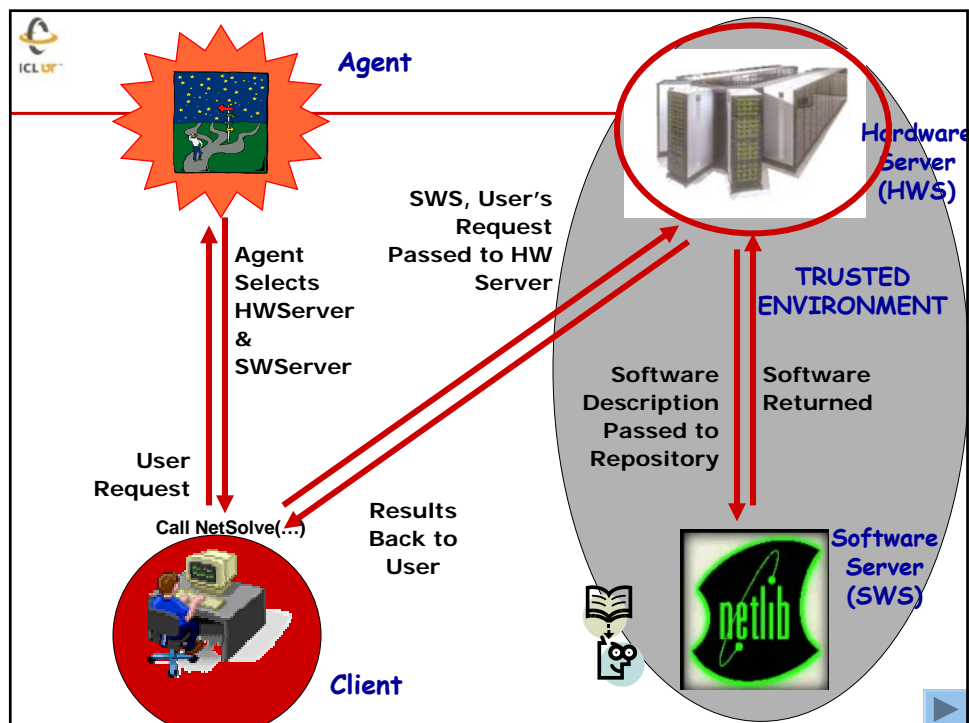 ICL UT
Agent
Hardware
Server
(HWS)
SWS, User's
Request
Passed to HW
Server
Agent
Selects
HWServer
&
SWServer
TRUSTED
ENVIRONMENT
Software
Description
Passed to
Repository
Software
Returned
User
Request
Call NetSolve(...)
Results
Back to
User
Software
Server
(SWS)
netlib
Client